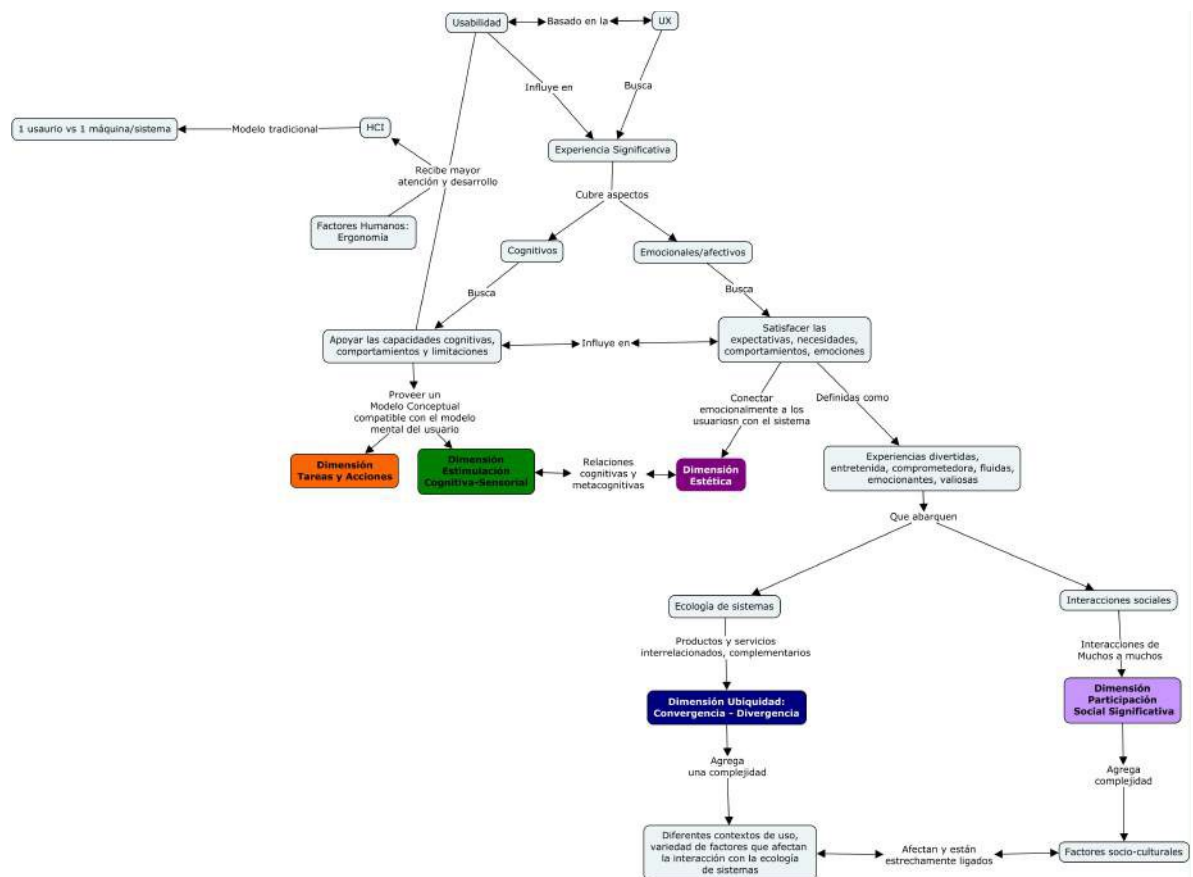 Usabilidad
Basado en la
UX
Influye en
Busca
1 usaurio vs 1 máquina/sistema
Modelo tradicional
HCI
Experiencia Significativa
Recibe mayor
atención y desarrollo
Cubre aspectos
Factores Humanos:
Ergonomía
Cognitivos
Emocionales/afectivos
Busca
Busca
Apoyar las capacidades cognitivas,
comportamientos y limitaciones
Influye en
Satisfacer las
expectativas, necesidades,
comportamientos, emociones
Proveer un
Modelo Conceptual
compatible con el modelo
mental del usuario
Conectar
emocionalmente a los
usuariosn con el sistema
Definidas como
Dimensión
Tareas y Acciones
Dimensión
Estimulación
Cognitiva-Sensorial
Relaciones
cognitivas y
metacognitivas
Dimensión
Estética
Experiencias divertidas,
entretenida, comprometedora, fluidas,
emocionantes, valiosas
Que abarquen
Ecología de sistemas
Interacciones sociales
Productos y servicios
interrelacionados, complementarios
Interacciones de
Muchos a muchos
Dimensión Ubiquidad:
Convergencia - Divergencia
Dimensión
Participación
Social Significativa
Agrega
una complejidad
Agrega
complejidad
Diferentes contextos de uso,
variedad de factores que afectan
la interacción con la ecología
de sistemas
Afectan y están
estrechamente ligados
Factores socio-culturales